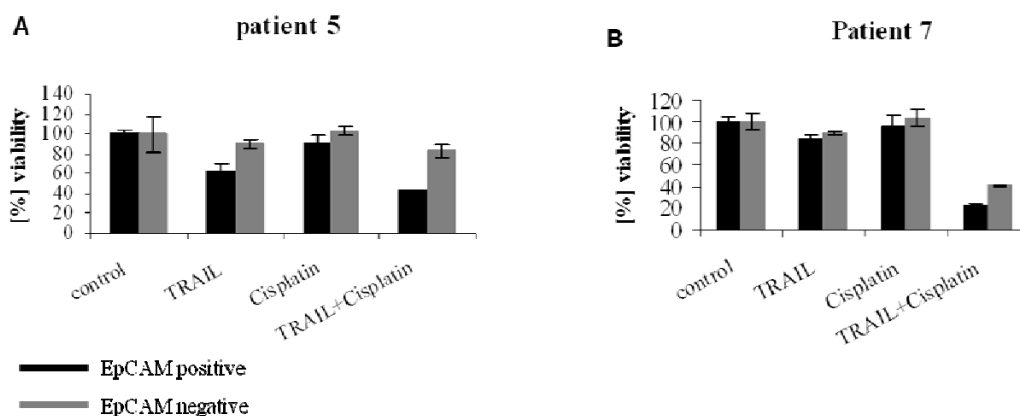 A
patient 5
[%] viability
140
120
100
80
60
40
20
0
control
TRAIL
Cisplatin
TRAIL+Cisplatin
B
Patient 7
[%] viability
120
100
80
60
40
20
0
control
TRAIL
Cisplatin
TRAIL+Cisplatin
EpCAM positive
EpCAM negative